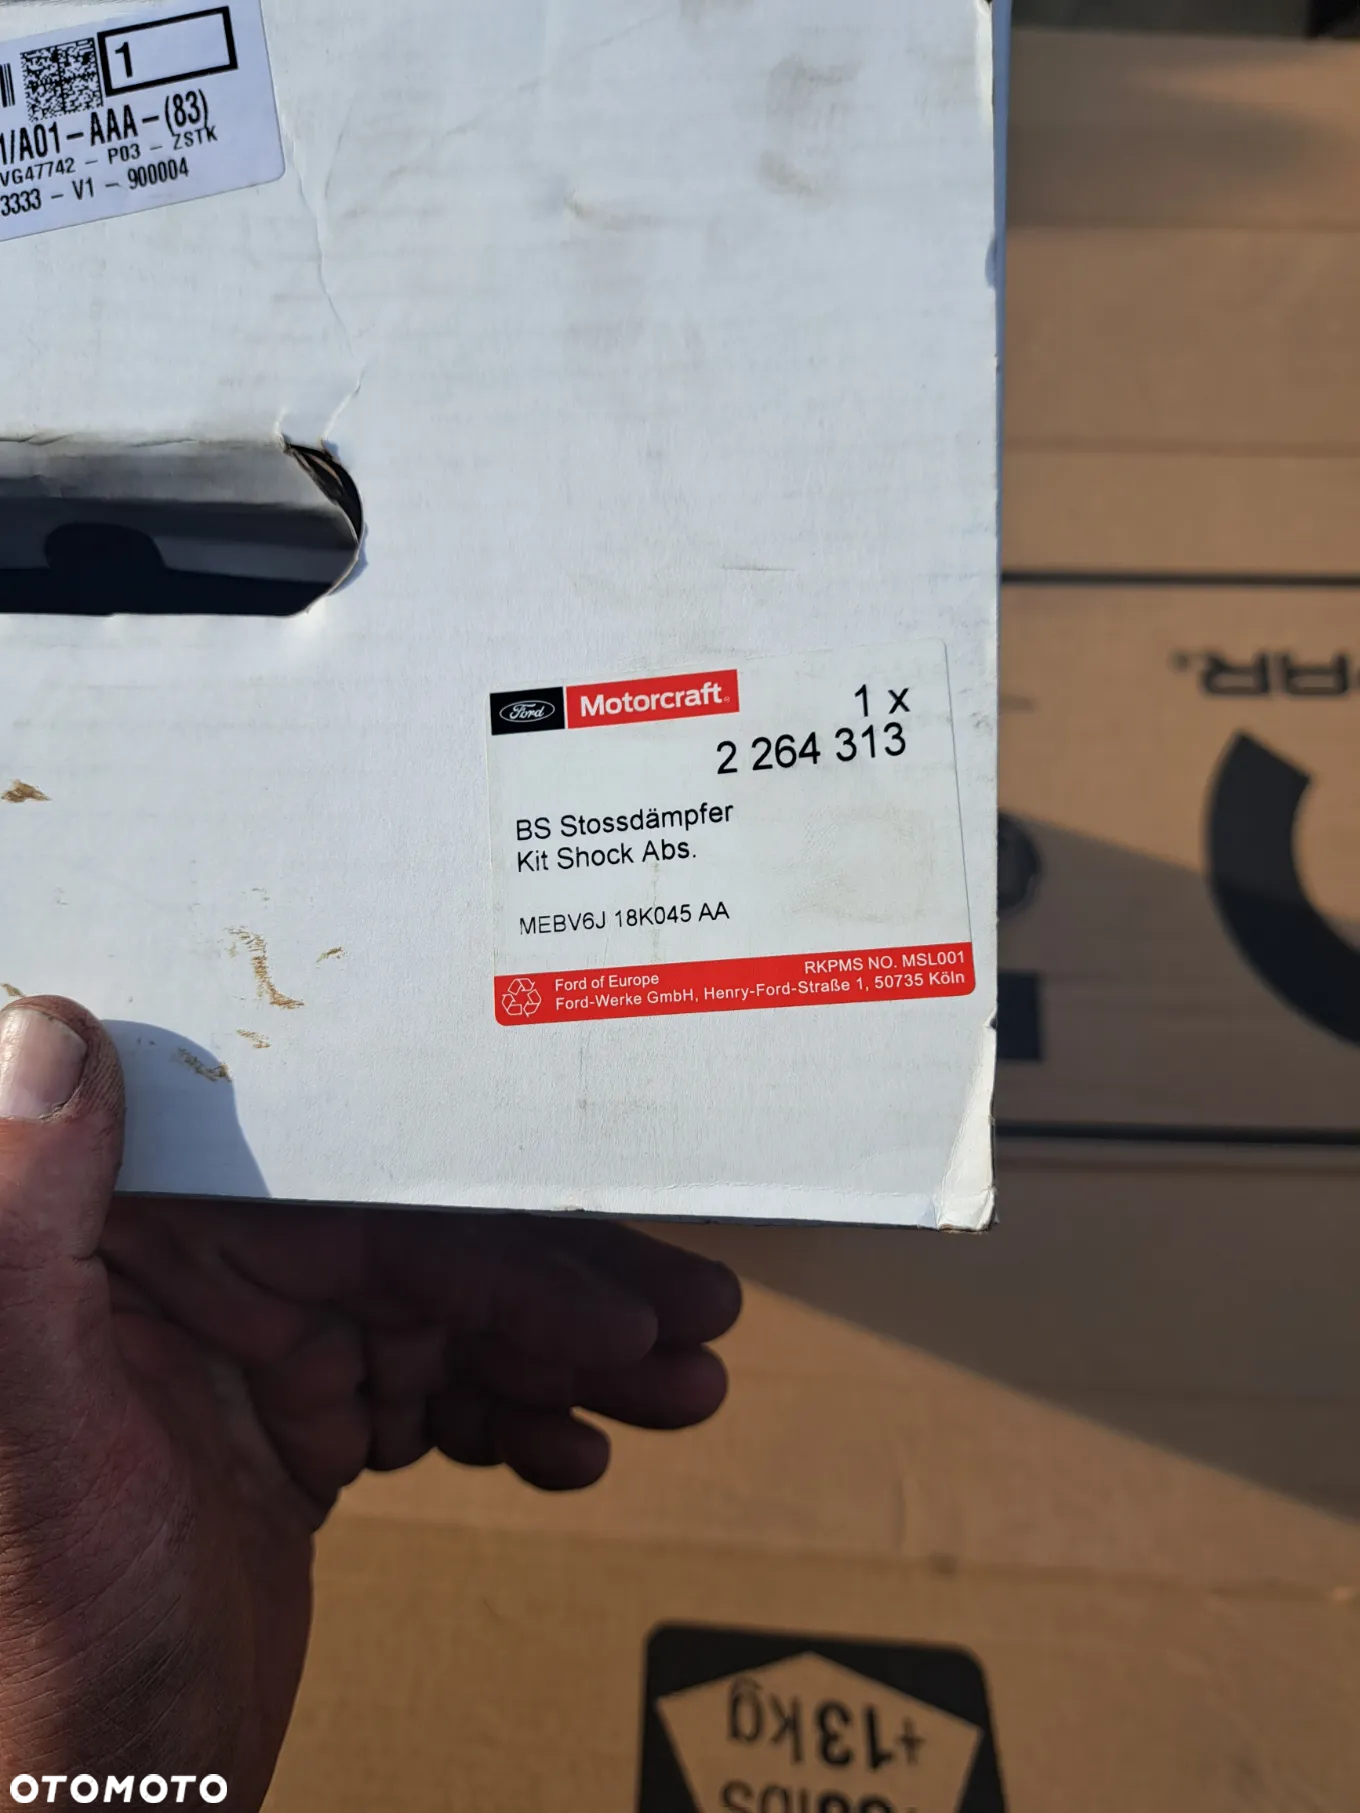 1
1/A01-AAA-(83)
VG47742 - P03 - ZSTK
3333 - V1 - 900004
Ford
Motorcraft®
1 x
2 264 313
BS Stossdämpfer
Kit Shock Abs.
MEBV6J 18K045 AA
Ford of Europe
RKPMS NO. MSL001
Ford-Werke GmbH, Henry-Ford-Straße 1, 50735 Köln
+13kg
OTOMOTO